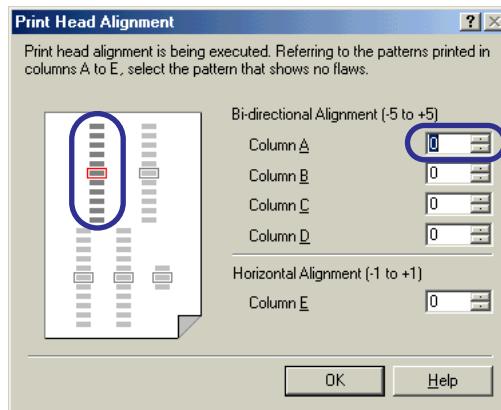 Print Head Alignment
Print head alignment is being executed. Referring to the patterns printed in
columns A to E, select the pattern that shows no flaws.
Bi-directional Alignment (-5 to +5)
Column A 0
Column B 0
Column C 0
Column D 0
Horizontal Alignment (-1 to +1)
Column E 0
OK Help